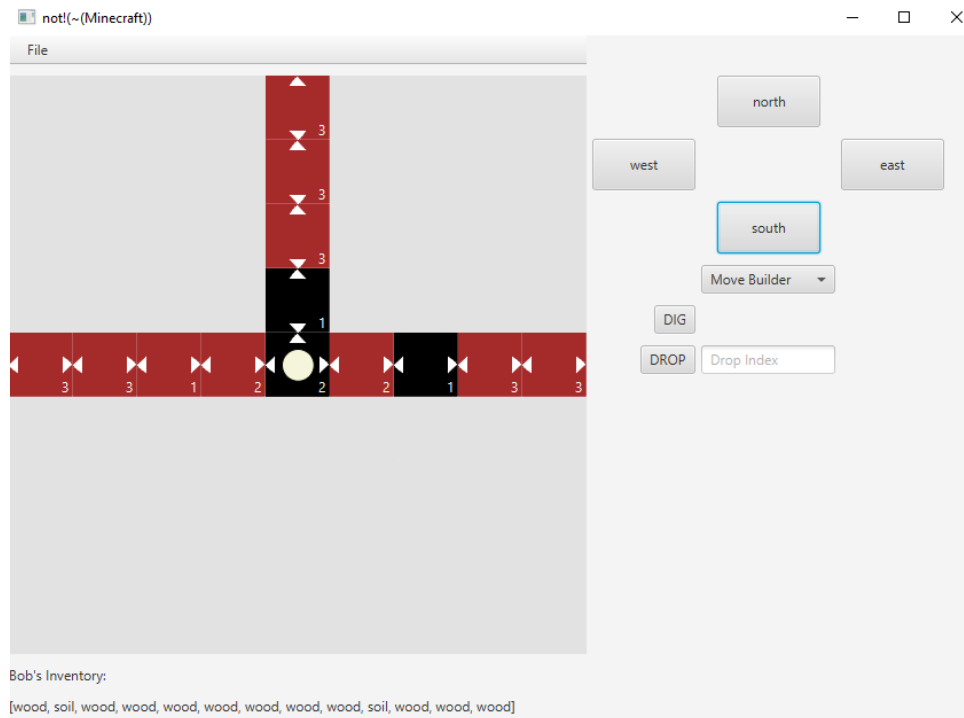 not!(~(Minecraft))
File
north
3
west
east
3
south
3
Move Builder
1
DIG
DROP Drop Index
3 3 1 2 2 2 1 3 3
Bob's Inventory:
[wood, soil, wood, wood, wood, wood, wood, wood, wood, soil, wood, wood, wood]